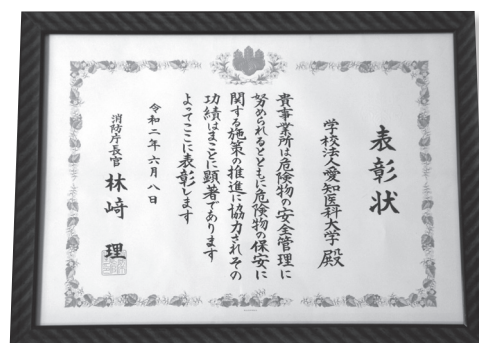 表彰状
学校法人愛知医科大学 殿
貴事業所は危険物の安全管理に
努められるとともに危険物の保安に
関する施策の推進に協力されその
功績はまことに顕著であります
よってここに表彰します
令和二年六月八日
消防庁長官 林﨑 理